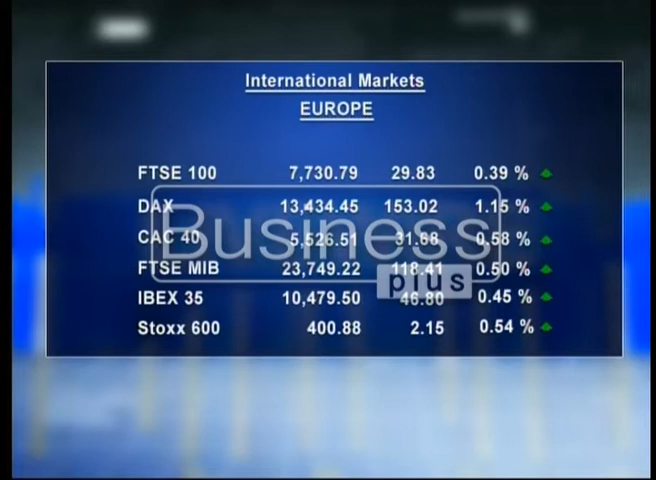 International Markets
EUROPE
FTSE 100 7,730.79 29.83 0.39 %
DAX 13,434.45 153.02 1.15 %
CAC 40 5,526.51 31.68 0.58 %
FTSE MIB 23,749.22 118.41 0.50 %
IBEX 35 10,479.50 46.80 0.45 %
Stoxx 600 400.88 2.15 0.54 %
Business
plus